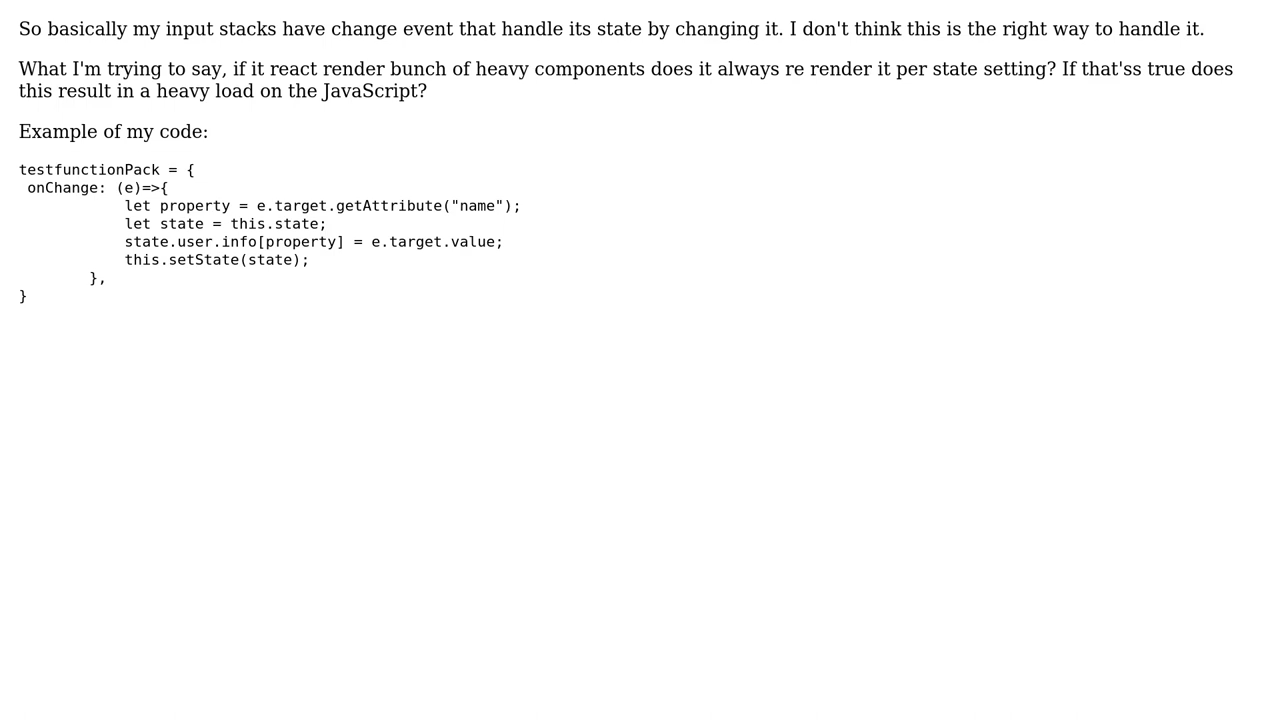 So basically my input stacks have change event that handle its state by changing it. I don't think this is the right way to handle it.
What I'm trying to say, if it react render bunch of heavy components does it always re render it per state setting? If that'ss true does
this result in a heavy load on the JavaScript?
Example of my code:
testfunctionPack = {
 onChange: (e)=>{
            let property = e.target.getAttribute("name");
            let state = this.state;
            state.user.info[property] = e.target.value;
            this.setState(state);
        },
}